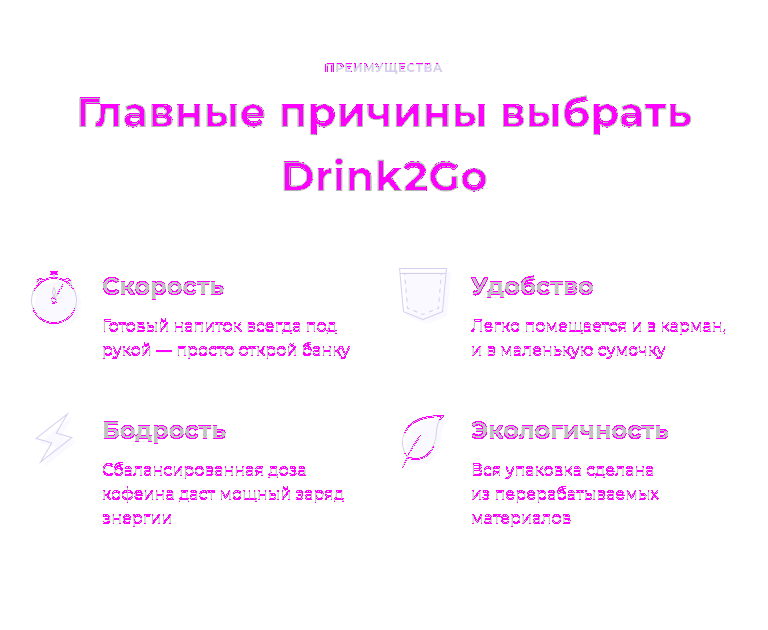 ПРЕИМУЩЕСТВА
Главные причины выбрать
Drink2Go
Скорость
Готовый напиток всегда под
рукой — просто открой банку
Удобство
Легко помещается и в карман,
и в маленькую сумочку
Бодрость
Сбалансированная доза
кофеина даст мощный заряд
энергии
Экологичность
Вся упаковка сделана
из перерабатываемых
материалов